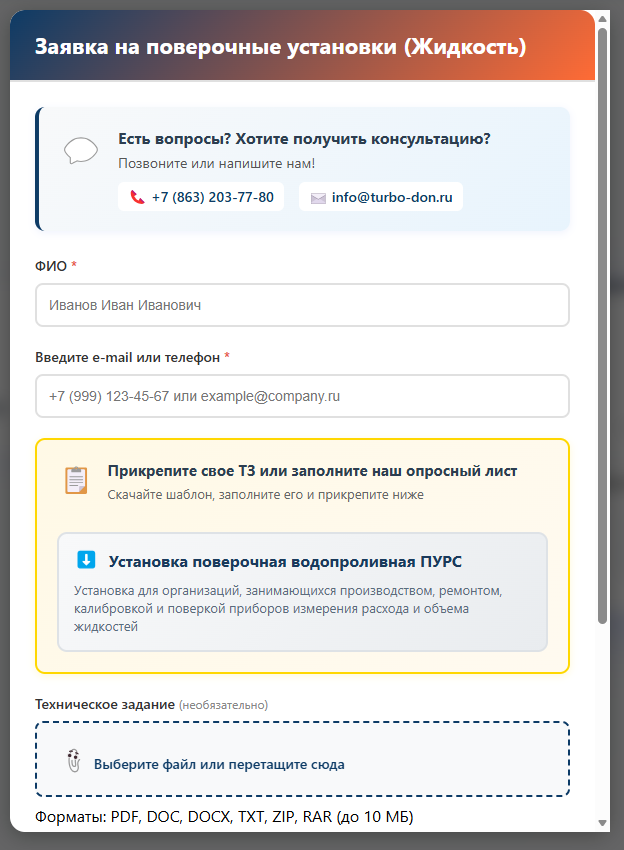 Заявка на поверочные установки (Жидкость)
Есть вопросы? Хотите получить консультацию?
Позвоните или напишите нам!
+7 (863) 203-77-80
info@turbo-don.ru
ФИО *
Иванов Иван Иванович
Введите e-mail или телефон *
+7 (999) 123-45-67 или example@company.ru
Прикрепите свое ТЗ или заполните наш опросный лист
Скачайте шаблон, заполните его и прикрепите ниже
Установка поверочная водопроливная ПУРС
Установка для организаций, занимающихся производством, ремонтом,
калибровкой и поверкой приборов измерения расхода и объема
жидкостей
Техническое задание (необязательно)
Выберите файл или перетащите сюда
Форматы: PDF, DOC, DOCX, TXT, ZIP, RAR (до 10 МБ)